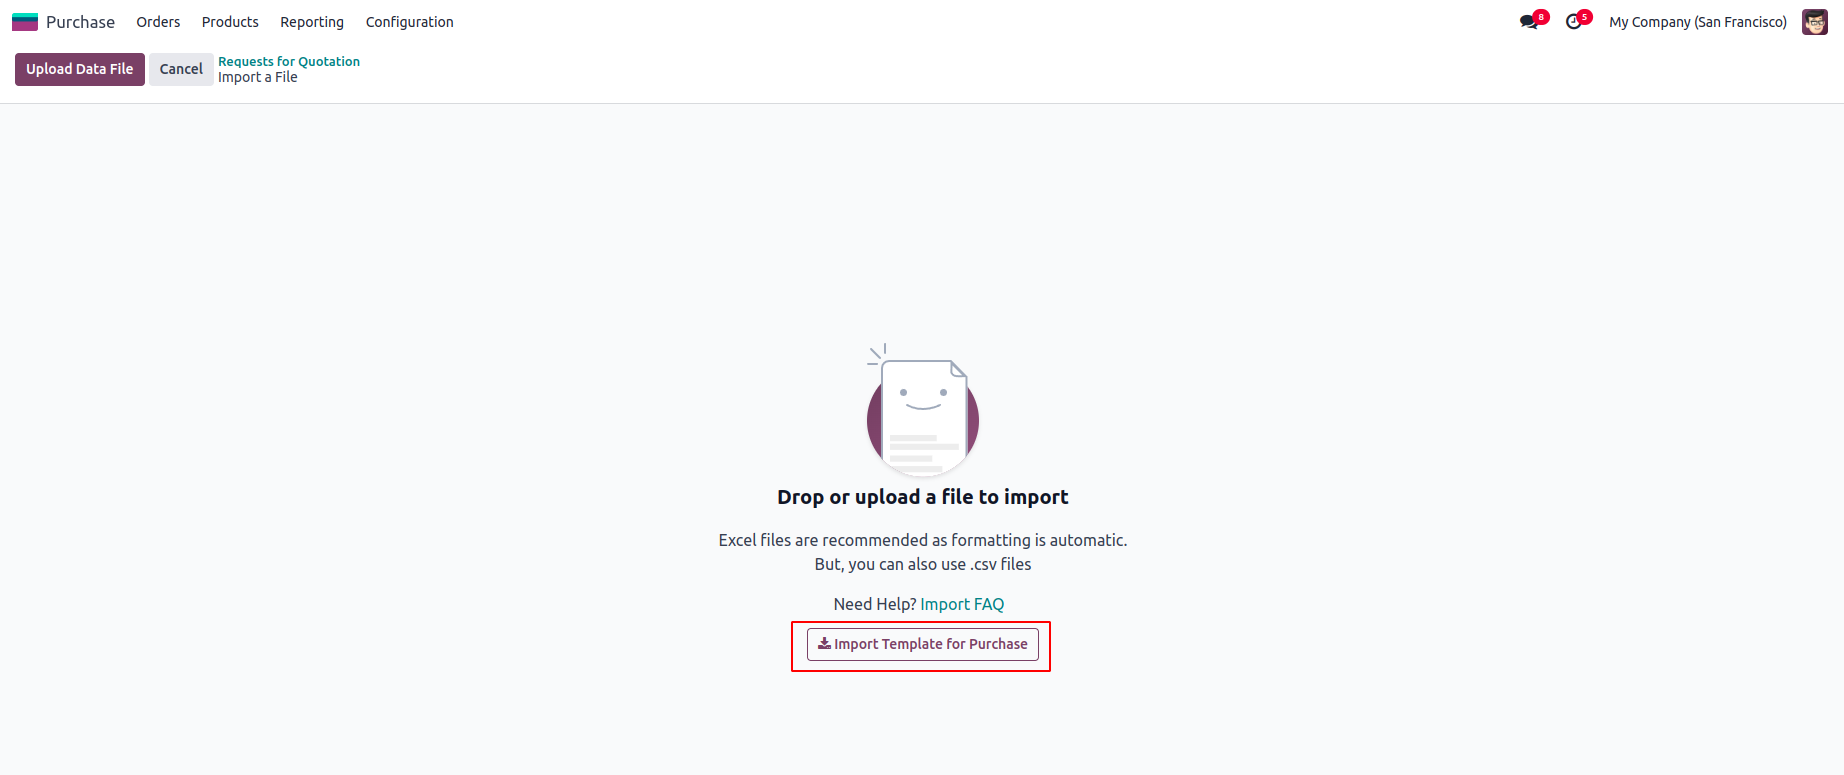 Purchase Orders Products Reporting Configuration 8 5 My Company (San Francisco)
Upload Data File Cancel Requests for Quotation
Import a File
Drop or upload a file to import
Excel files are recommended as formatting is automatic.
But, you can also use .csv files
Need Help? Import FAQ
Import Template for Purchase